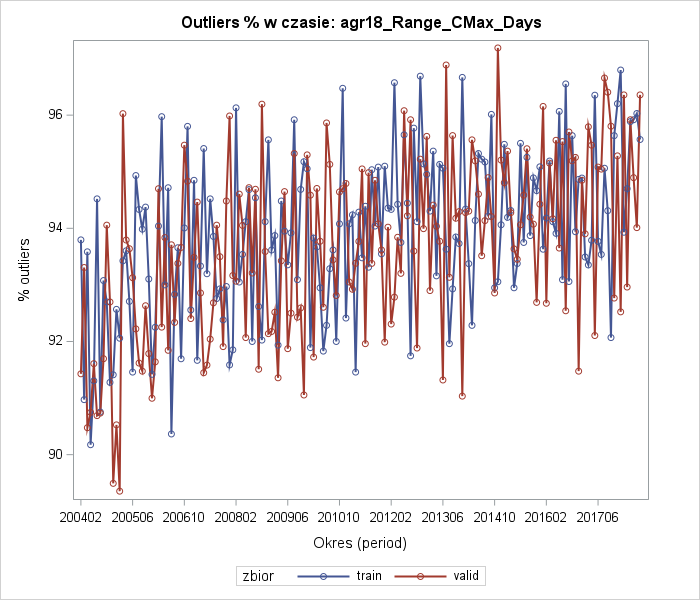 Outliers % w czasie: agr18_Range_CMax_Days
% outliers
96
94
92
90
200402 200506 200610 200802 200906 201010 201202 201306 201410 201602 201706
Okres (period)
zbior train valid